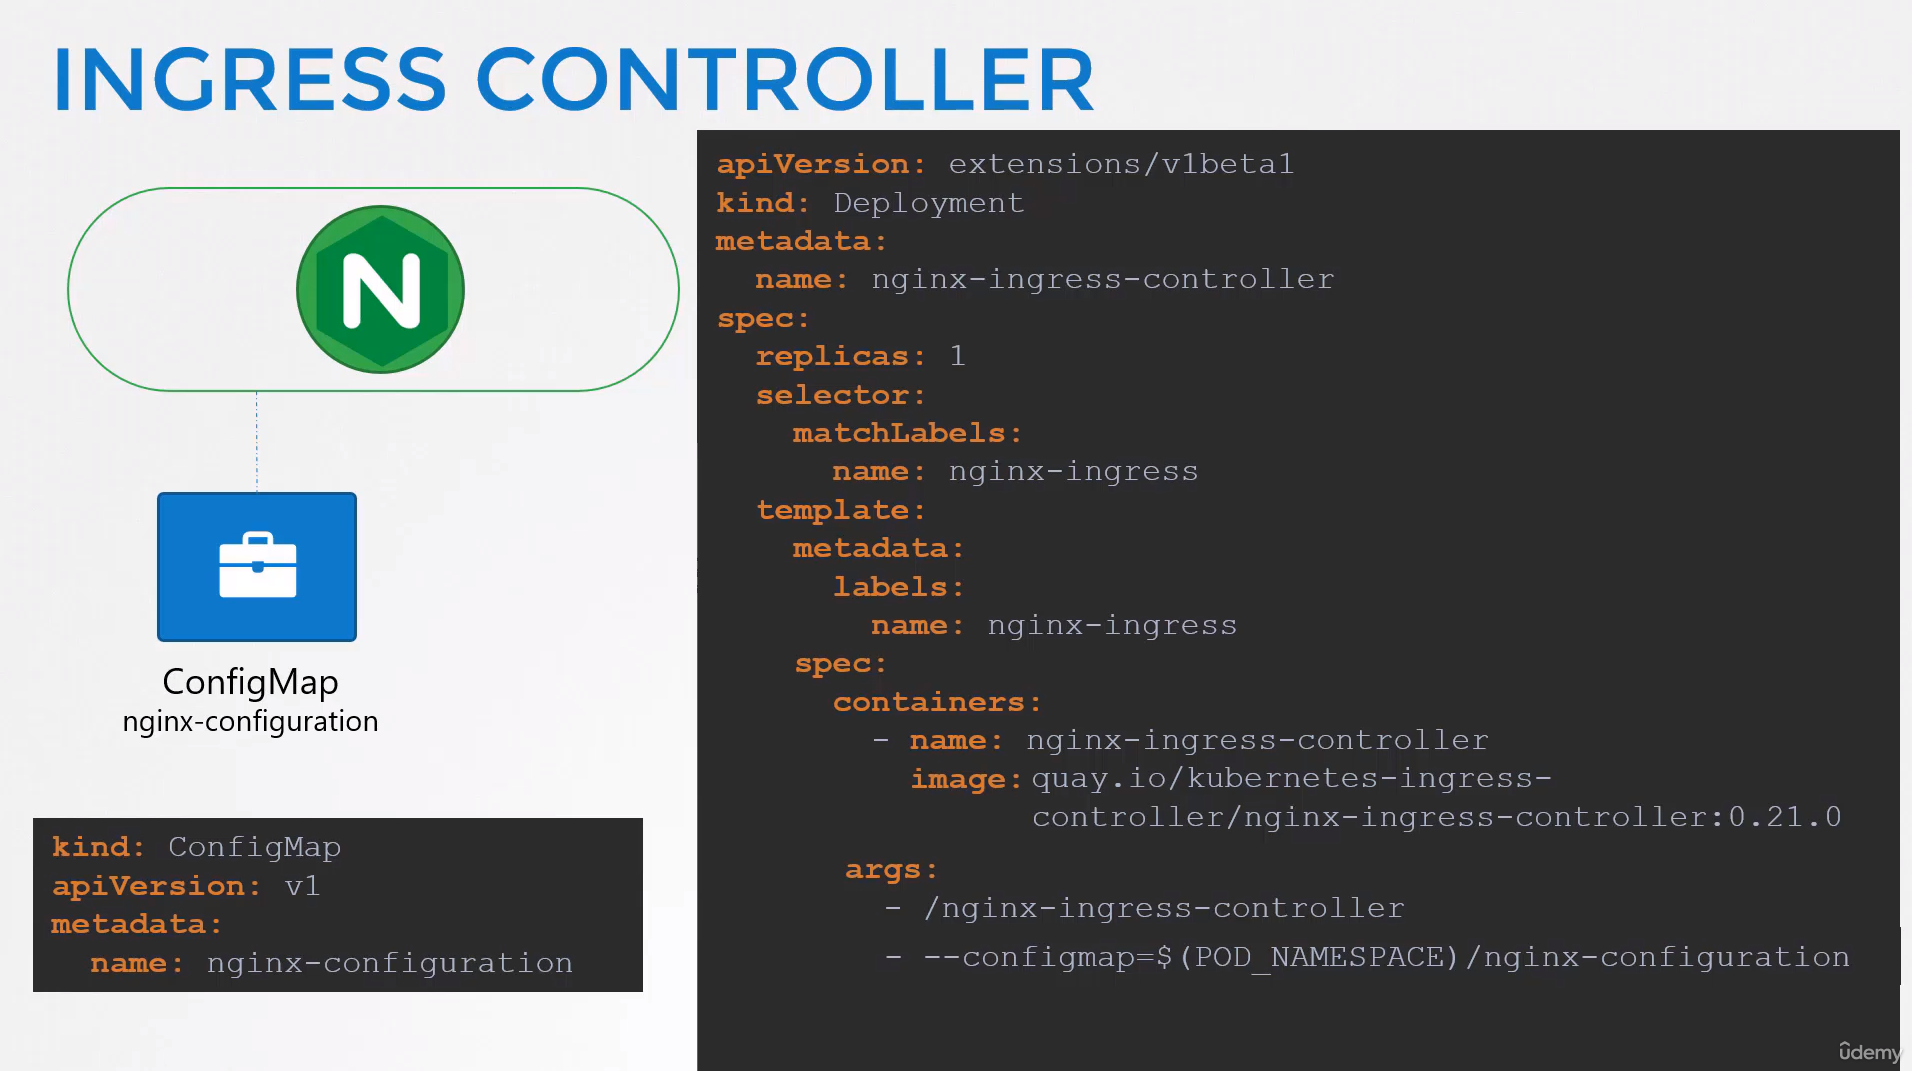 INGRESS CONTROLLER
N
ConfigMap
nginx-configuration
kind: ConfigMap
apiVersion: v1
metadata:
  name: nginx-configuration
apiVersion: extensions/v1beta1
kind: Deployment
metadata:
  name: nginx-ingress-controller
spec:
  replicas: 1
  selector:
    matchLabels:
      name: nginx-ingress
  template:
    metadata:
      labels:
        name: nginx-ingress
    spec:
      containers:
        - name: nginx-ingress-controller
          image: quay.io/kubernetes-ingress-
controller/nginx-ingress-controller:0.21.0
      args:
        - /nginx-ingress-controller
        - --configmap=$(POD_NAMESPACE)/nginx-configuration
ûdemy